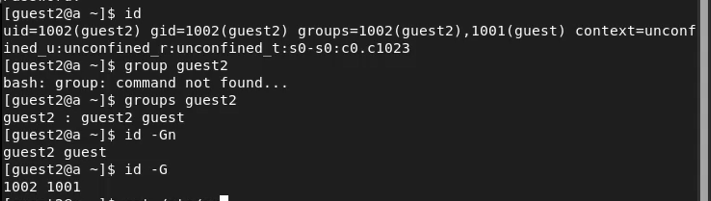 [guest2@a ~]$ id
uid=1002(guest2) gid=1002(guest2) groups=1002(guest2),1001(guest) context=unconf
ined_u:unconfined_r:unconfined_t:s0-s0:c0.c1023
[guest2@a ~]$ group guest2
bash: group: command not found...
[guest2@a ~]$ groups guest2
guest2 : guest2 guest
[guest2@a ~]$ id -Gn
guest2 guest
[guest2@a ~]$ id -G
1002 1001